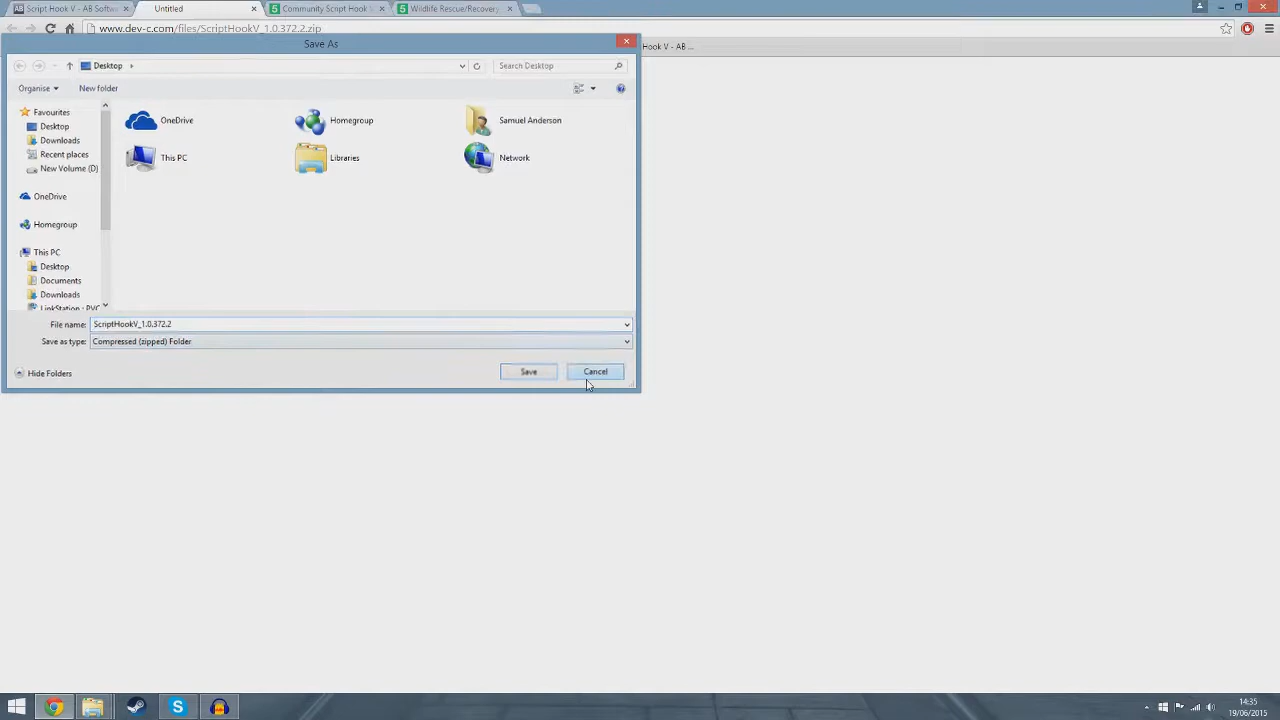 Script Hook V - AB Softwa
Untitled
Community Script Hook V
Wildlife Rescue/Recovery
www.dev-c.com/files/ScriptHookV_1.0.372.2.zip
Hook V - AB ...
Save As
Desktop
Search Desktop
Organise
New folder
Favourites
Desktop
Downloads
Recent places
New Volume (D)
OneDrive
Homegroup
This PC
Desktop
Documents
Downloads
LinkStation : PVC
OneDrive
Homegroup
Samuel Anderson
This PC
Libraries
Network
File name: ScriptHookV_1.0.372.2
Save as type: Compressed (zipped) Folder
Hide Folders
Save
Cancel
14:35
19/06/2015